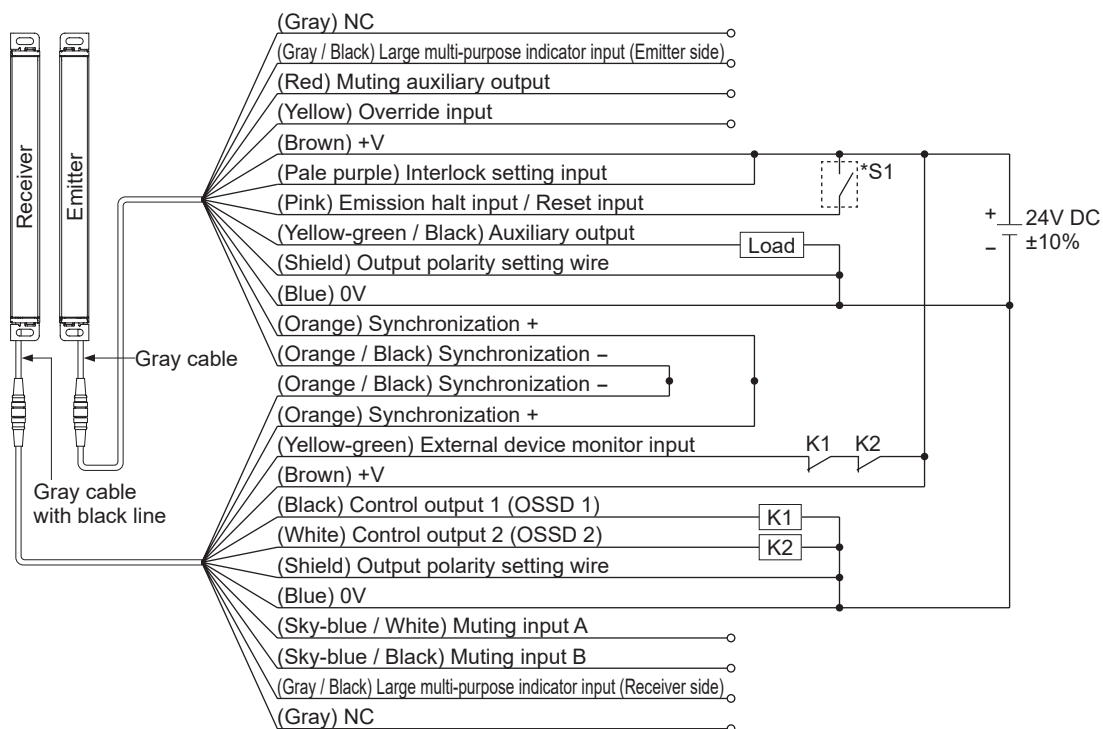 (Gray) NC
(Gray / Black) Large multi-purpose indicator input (Emitter side)
(Red) Muting auxiliary output
(Yellow) Override input
(Brown) +V
(Pale purple) Interlock setting input
*S1
(Pink) Emission halt input / Reset input
(Yellow-green / Black) Auxiliary output
Load
+
24V DC
−
±10%
(Shield) Output polarity setting wire
(Blue) 0V
(Orange) Synchronization +
(Orange / Black) Synchronization −
(Orange / Black) Synchronization −
(Orange) Synchronization +
(Yellow-green) External device monitor input
K1
K2
(Brown) +V
(Black) Control output 1 (OSSD 1)
K1
(White) Control output 2 (OSSD 2)
K2
(Shield) Output polarity setting wire
(Blue) 0V
(Sky-blue / White) Muting input A
(Sky-blue / Black) Muting input B
(Gray / Black) Large multi-purpose indicator input (Receiver side)
(Gray) NC
Receiver
Emitter
Gray cable
Gray cable
with black line